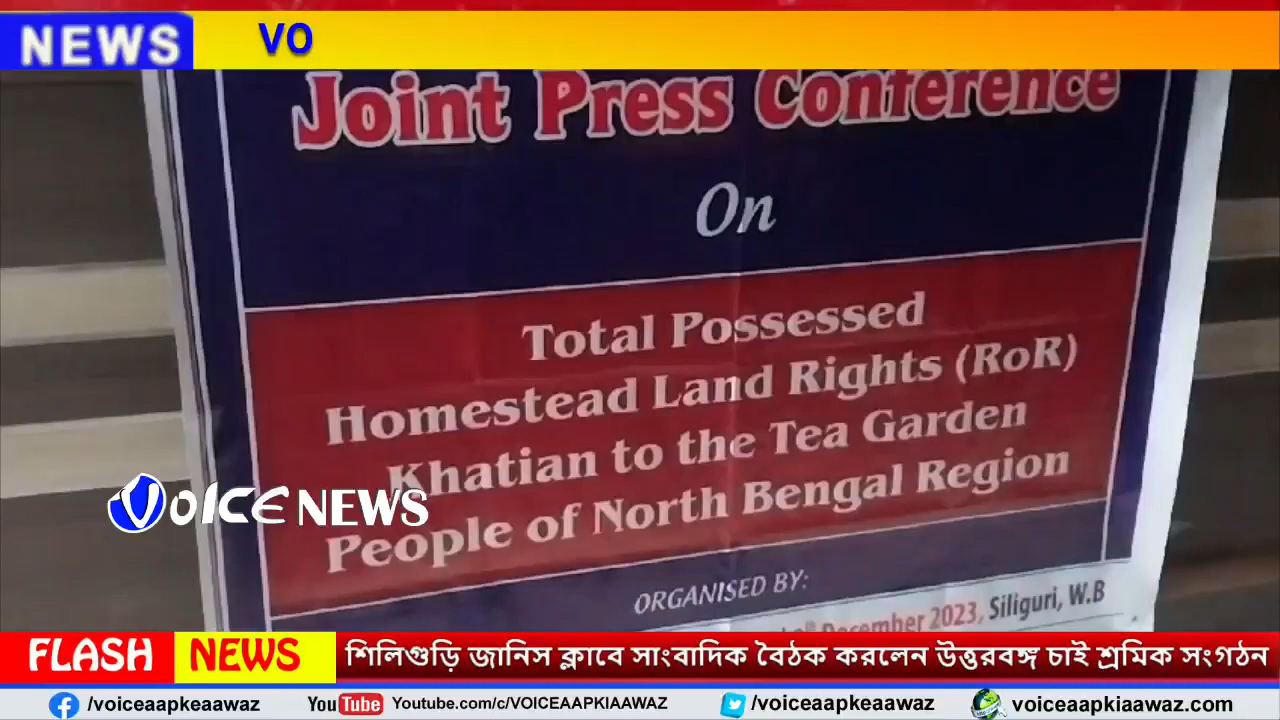 NEWS
VO
Joint Press Conference
On
Total Possessed
Homestead Land Rights (RoR)
Khatian to the Tea Garden
People of North Bengal Region
VOICE NEWS
ORGANISED BY:
December 2023, Siliguri, W.B
FLASH NEWS
শিলিগুড়ি জানিস ক্লাবে সাংবাদিক বৈঠক করলেন উত্তরবঙ্গ চাই শ্রমিক সংগঠন
/voiceaapkeaawaz
YouTube
Youtube.com/c/VOICEAAPKIAAWAZ
/voiceaapkeaawaz
voiceaapkiaawaz.com